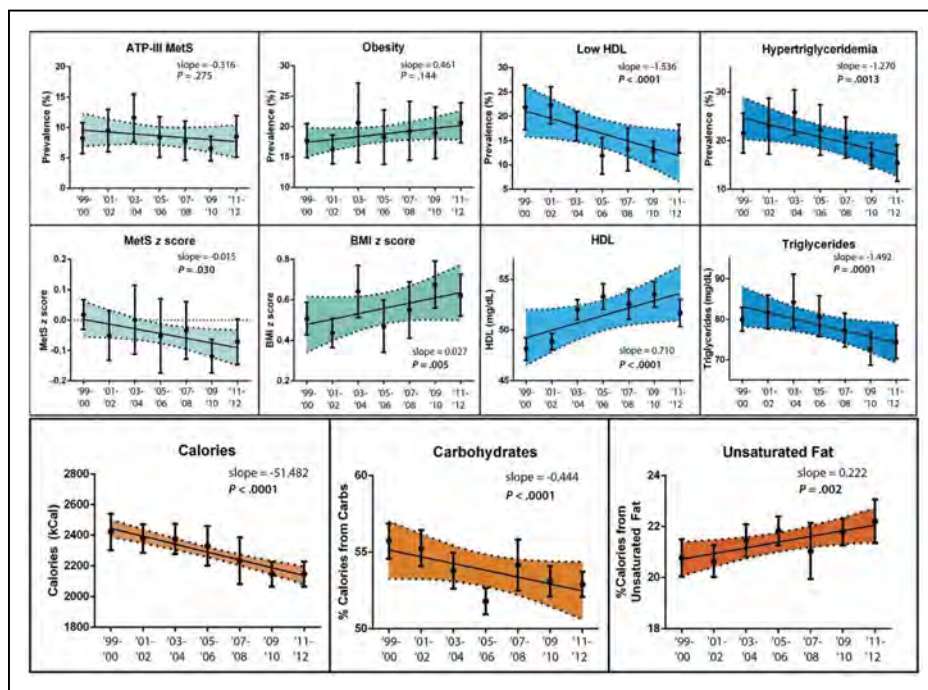 ATP-III MetS
slope = -0.316
P = .275
Prevalence (%)
20
15
10
5
0
'99- '01- '03- '05- '07- '09 '11-
'00 '02 '04 '06 '08 '10 '12
Obesity
slope = 0.461
P = .144
Prevalence (%)
30
25
20
15
10
'99- '01- '03- '05- '07- '09 '11-
'00 '02 '04 '06 '08 '10 '12
Low HDL
slope = -1.536
P < .0001
Prevalence (%)
30
25
20
15
10
5
'99- '01- '03- '05- '07- '09 '11-
'00 '02 '04 '06 '08 '10 '12
Hypertriglyceridemia
slope = -1.270
P = .0013
Prevalence (%)
30
20
10
'99- '01- '03- '05- '07- '09 '11-
'00 '02 '04 '06 '08 '10 '12
MetS z score
slope = -0.015
P = .030
MetS z score
0.2
0.1
0.0
-0.1
-0.2
'99- '01- '03- '05- '07- '09 '11-
'00 '02 '04 '06 '08 '10 '12
BMI z score
BMI z score
0.8
0.6
0.4
0.2
slope = 0.027
P = .005
'99- '01- '03- '05- '07- '09 '11-
'00 '02 '04 '06 '08 '10 '12
HDL
HDL (mg/dL)
60
55
50
45
slope = 0.710
P < .0001
'99- '01- '03- '05- '07- '09 '11-
'00 '02 '04 '06 '08 '10 '12
Triglycerides
slope = -1.492
P = .0001
Triglycerides (mg/dL)
90
80
70
'99- '01- '03- '05- '07- '09 '11-
'00 '02 '04 '06 '08 '10 '12
Calories
slope = -51.482
P < .0001
Calories (kCal)
2800
2600
2400
2200
2000
1800
'99- '01- '03- '05- '07- '09 '11-
'00 '02 '04 '06 '08 '10 '12
Carbohydrates
slope = -0.444
P < .0001
% Calories from Carbs
60
55
50
'99- '01- '03- '05- '07- '09 '11-
'00 '02 '04 '06 '08 '10 '12
Unsaturated Fat
slope = 0.222
P = .002
%Calories from
Unsaturated Fat
24
22
20
18
'99- '01- '03- '05- '07- '09 '11-
'00 '02 '04 '06 '08 '10 '12